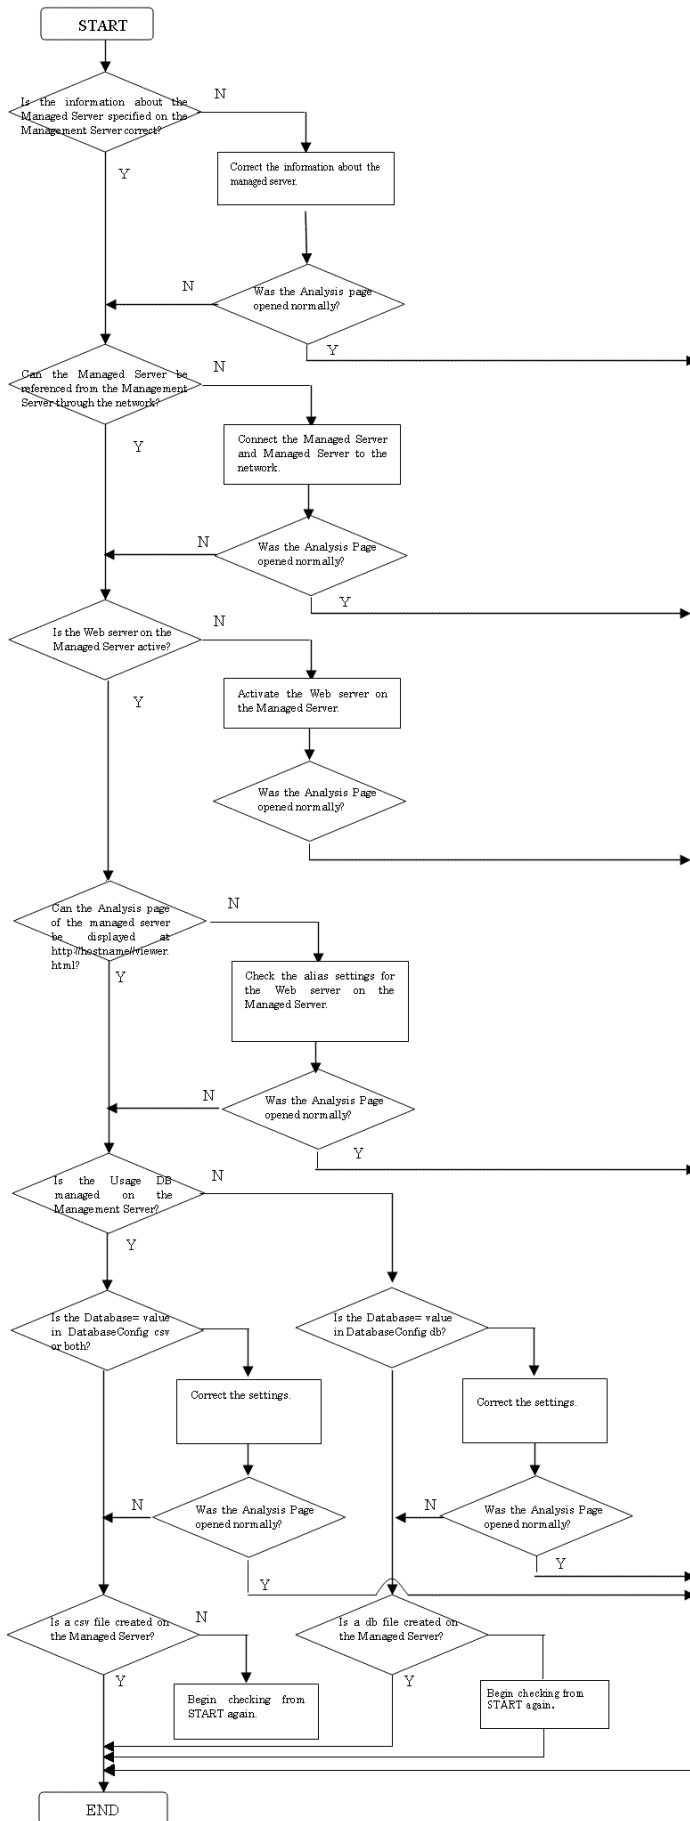 START
Is the information about the
Managed Server specified on the
Management Server correct?
N
Y
Correct the information about the
managed server.
Was the Analysis page
opened normally?
N
Y
Can the Managed Server be
referenced from the Management
Server through the network?
N
Y
Connect the Managed Server
and Managed Server to the
network.
Was the Analysis Page
opened normally?
N
Y
Is the Web server on the
Managed Server active?
N
Y
Activate the Web server on
the Managed Server.
Was the Analysis Page
opened normally?
Can the Analysis page
of the managed server
be displayed at
http://hostname//viewer.
html?
N
Y
Check the alias settings for
the Web server on the
Managed Server.
Was the Analysis Page
opened normally?
N
Y
Is the Usage DB
managed on the
Management Server?
N
Y
Is the Database= value
in DatabaseConfig csv
or both?
Is the Database= value
in DatabaseConfig db?
Correct the settings.
Correct the settings.
Was the Analysis Page
opened normally?
N
Y
Was the Analysis Page
opened normally?
N
Y
Is a csv file created on
the Managed Server?
N
Y
Is a db file created on
the Managed Server?
Y
Begin checking from
START again.
Begin checking from
START again.
END